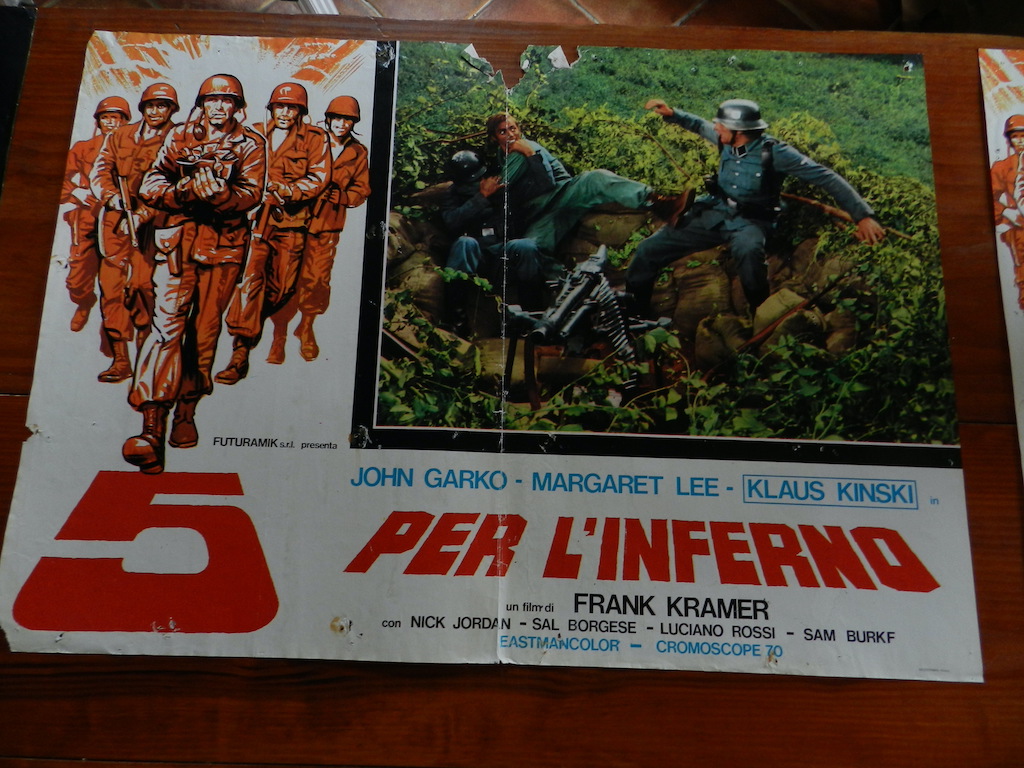 FUTURAMIK s.r.l. presenta
JOHN GARKO - MARGARET LEE - KLAUS KINSKI in
5 PER L'INFERNO
un film di FRANK KRAMER
con NICK JORDAN - SAL BORGESE - LUCIANO ROSSI - SAM BURKE
EASTMANCOLOR - CROMOSCOPE 70